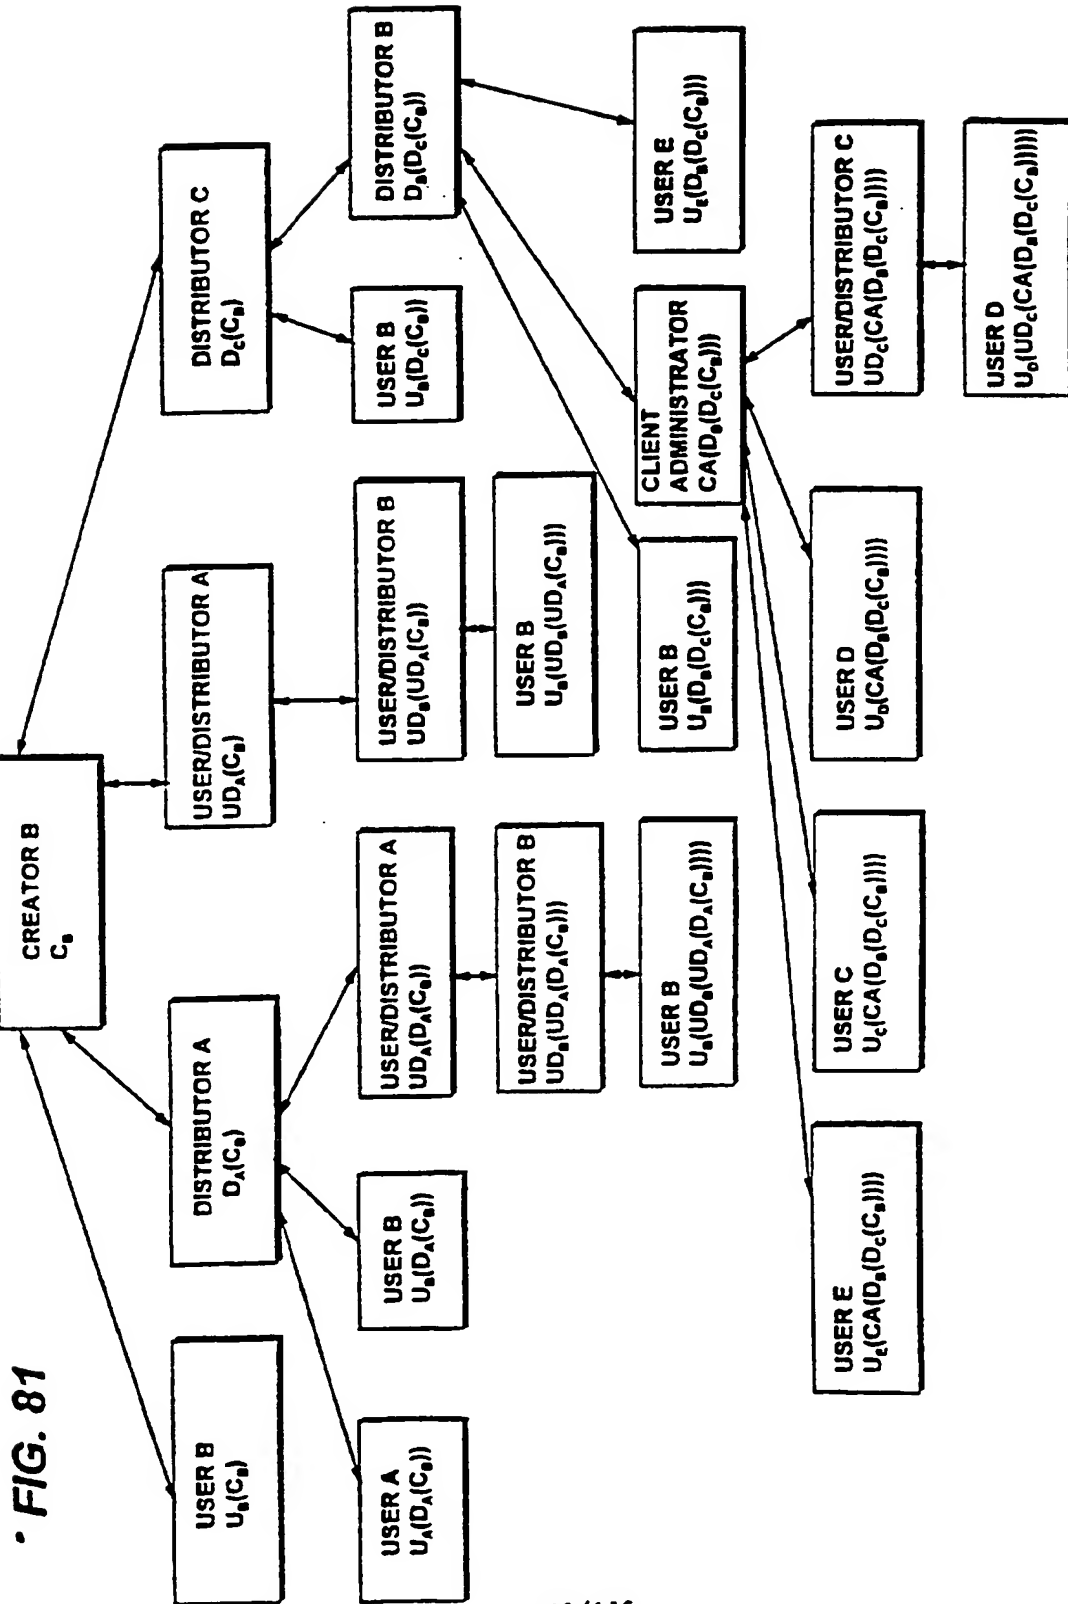 FIG. 81
CREATOR B
C_B
USER B
U_B(C_B)
DISTRIBUTOR A
D_A(C_B)
USER/DISTRIBUTOR A
UD_A(C_B)
DISTRIBUTOR C
D_C(C_B)
USER A
U_A(D_A(C_B))
USER B
U_B(D_A(C_B))
USER/DISTRIBUTOR A
UD_A(D_A(C_B))
USER/DISTRIBUTOR B
UD_B(UD_A(C_B))
USER B
U_B(D_C(C_B))
DISTRIBUTOR B
D_B(D_C(C_B))
USER/DISTRIBUTOR B
UD_B(UD_A(D_A(C_B)))
USER B
U_B(UD_B(UD_A(C_B)))
USER B
U_B(UD_B(UD_A(D_A(C_B))))
USER B
U_B(D_B(D_C(C_B)))
CLIENT
ADMINISTRATOR
CA(D_B(D_C(C_B)))
USER E
U_E(D_B(D_C(C_B)))
USER E
U_E(CA(D_B(D_C(C_B))))
USER C
U_C(CA(D_B(D_C(C_B))))
USER D
U_D(CA(D_B(D_C(C_B))))
USER/DISTRIBUTOR C
UD_C(CA(D_B(D_C(C_B))))
USER D
U_D(UD_C(CA(D_B(D_C(C_B)))))